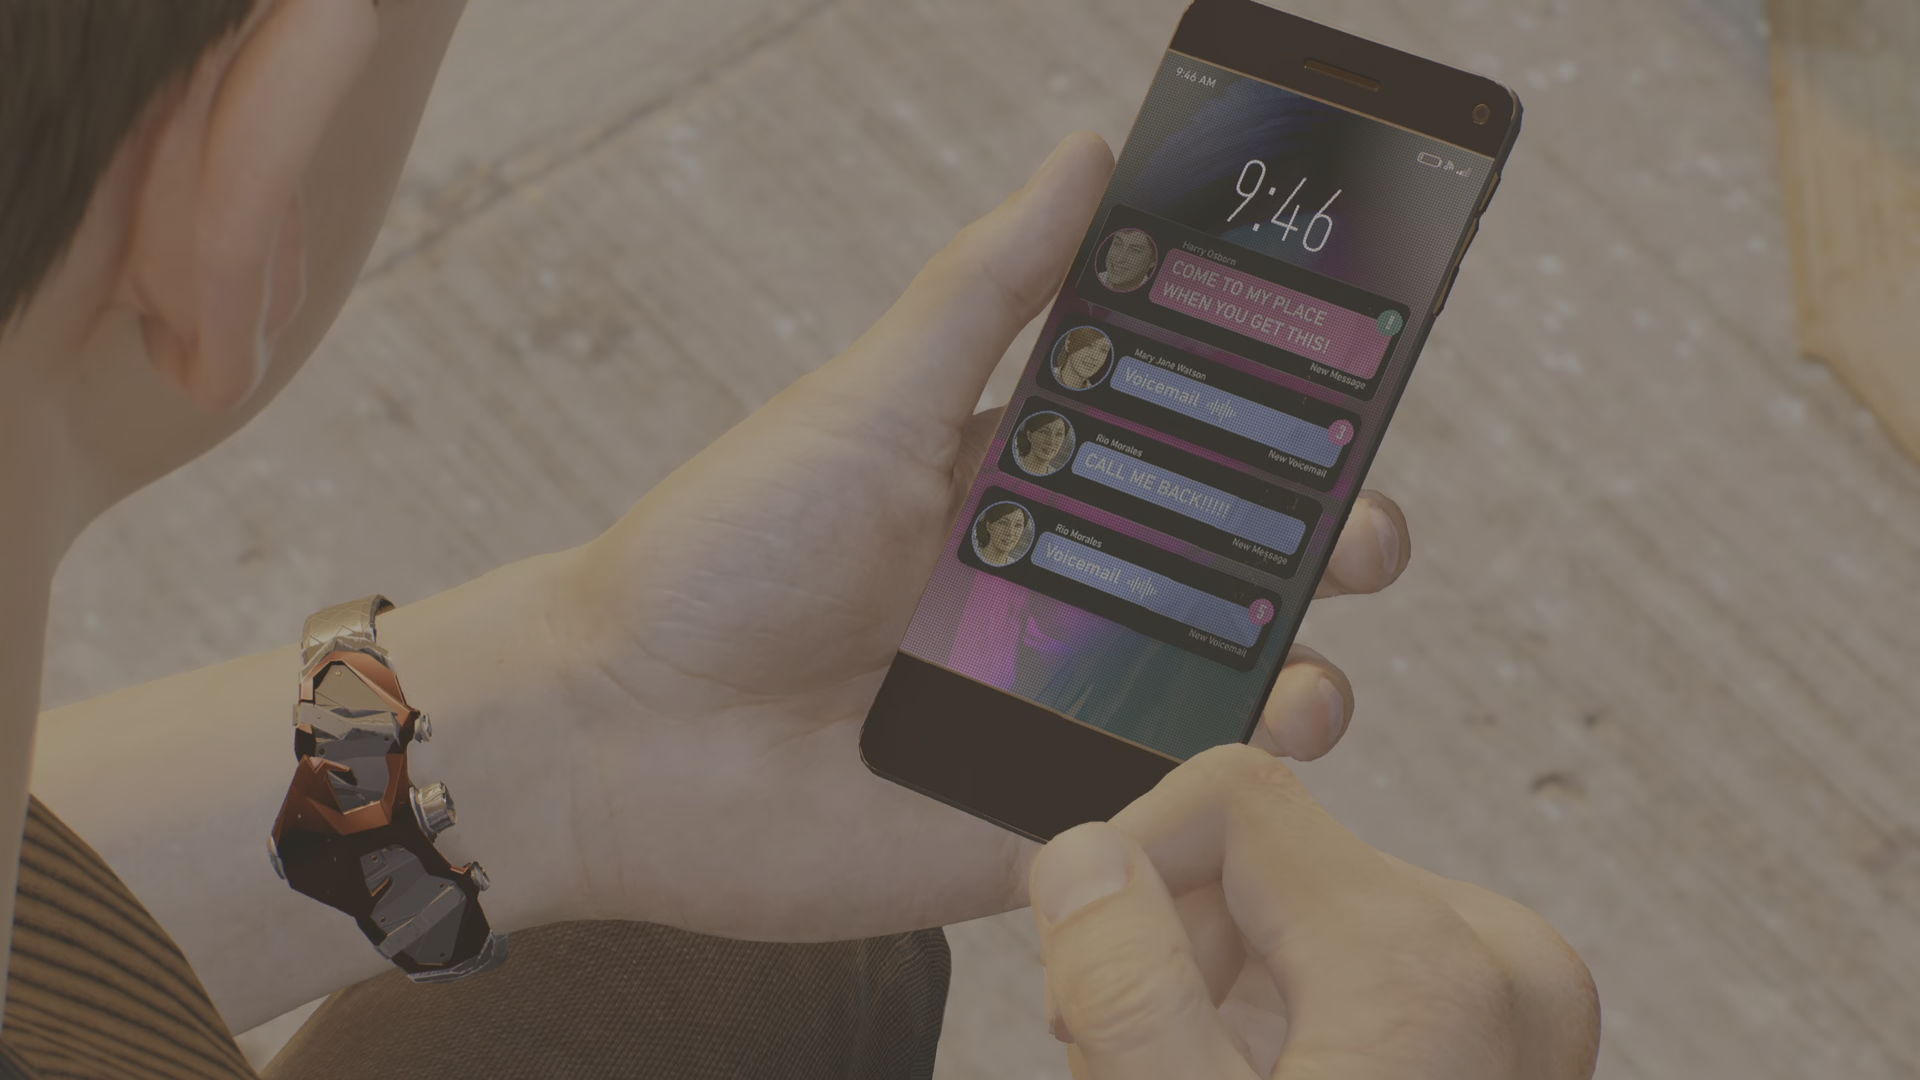 9:46 AM
9:46
Harry Osborn
COME TO MY PLACE
WHEN YOU GET THIS!
!
New Message
Mary Jane Watson
Voicemail
3
New Voicemail
Rio Morales
CALL ME BACK!!!!!
New Message
Rio Morales
Voicemail
5
New Voicemail